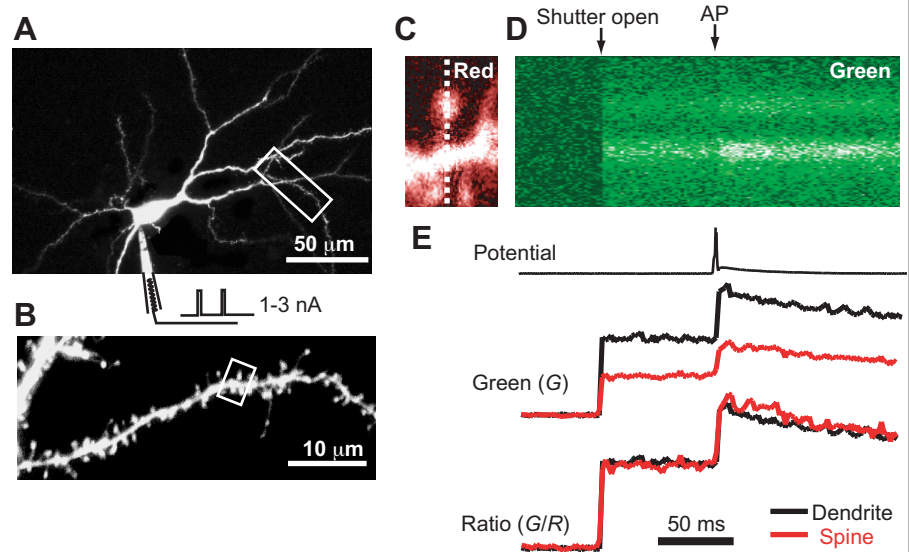 Shutter open
AP
A
C
D
Red
Green
50 μm
1-3 nA
B
10 μm
E
Potential
Green (G)
Ratio (G/R)
50 ms
Dendrite
Spine